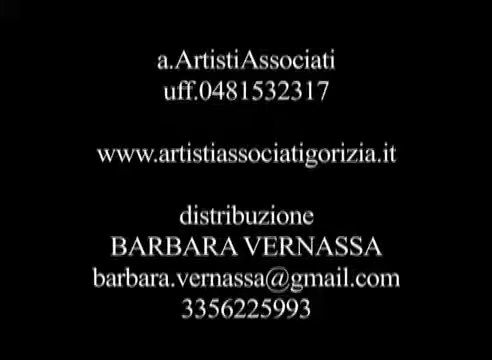 a.ArtistiAssociati
uff.0481532317
www.artistiassociatigorizia.it
distribuzione
BARBARA VERNASSA
barbara.vernassa@gmail.com
3356225993